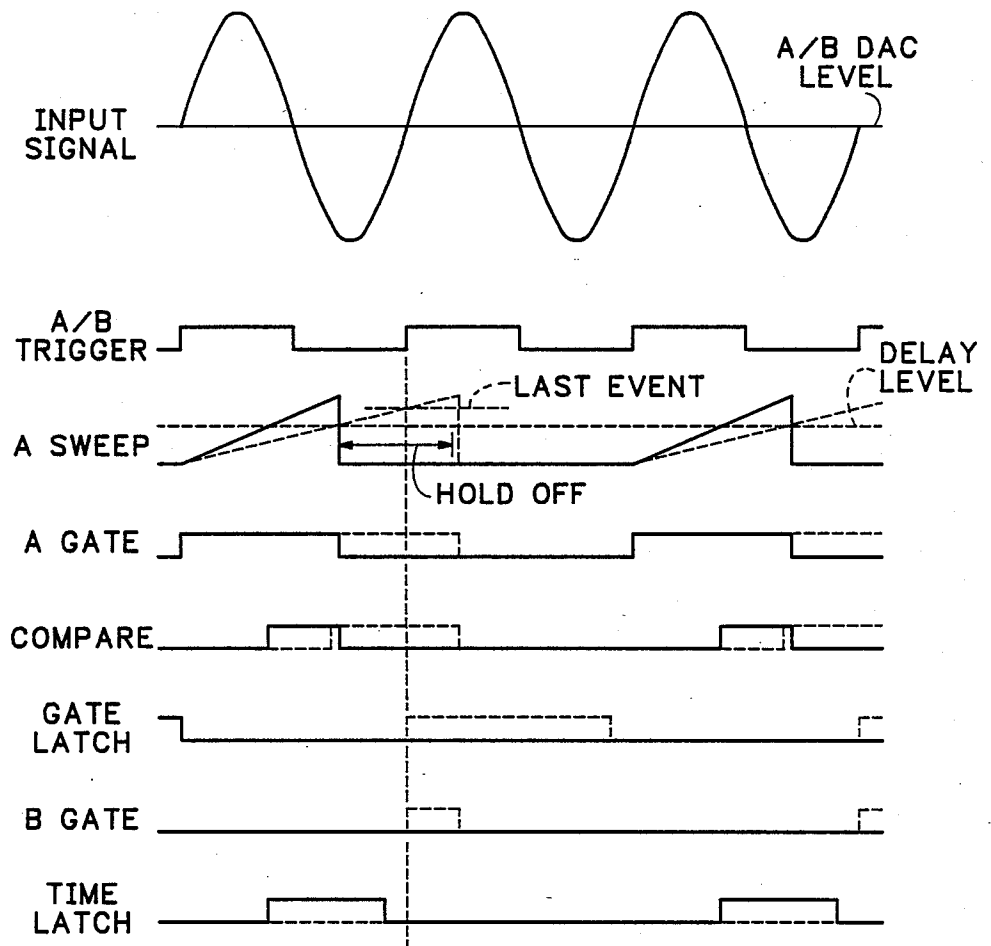 A/B DAC
LEVEL
INPUT
SIGNAL
A/B
TRIGGER
DELAY
LEVEL
LAST EVENT
A SWEEP
HOLD OFF
A GATE
COMPARE
GATE
LATCH
B GATE
TIME
LATCH